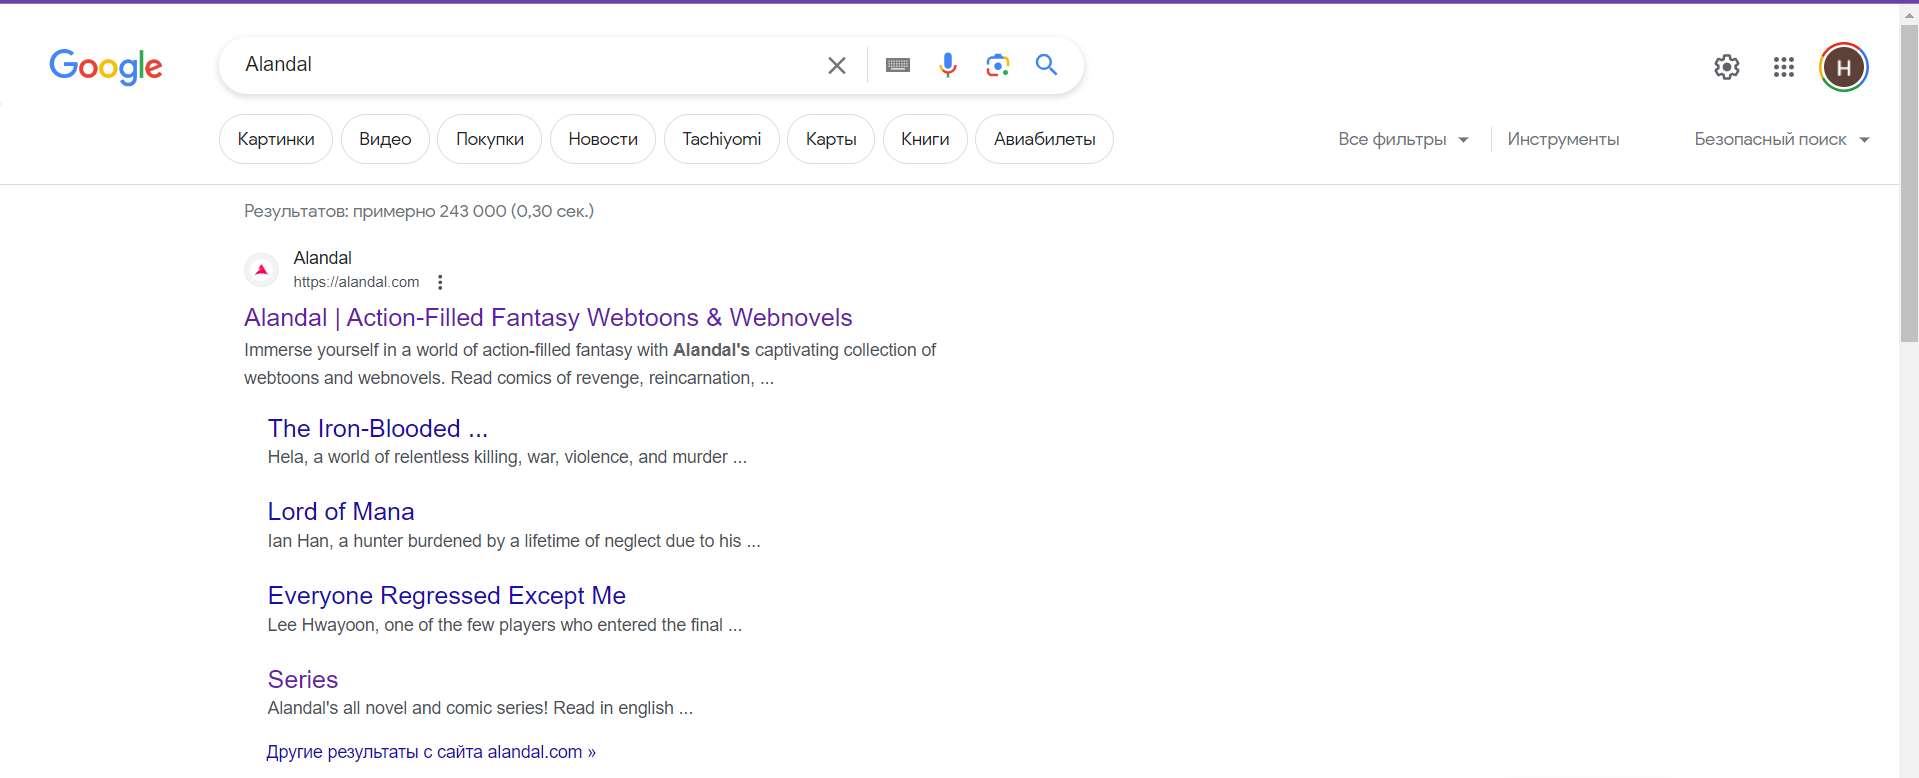 Google
Alandal
H
Картинки
Видео
Покупки
Новости
Tachiyomi
Карты
Книги
Авиабилеты
Все фильтры
Инструменты
Безопасный поиск
Результатов: примерно 243 000 (0,30 сек.)
Alandal
https://alandal.com
Alandal | Action-Filled Fantasy Webtoons & Webnovels
Immerse yourself in a world of action-filled fantasy with Alandal's captivating collection of
webtoons and webnovels. Read comics of revenge, reincarnation, ...
The Iron-Blooded ...
Hela, a world of relentless killing, war, violence, and murder ...
Lord of Mana
Ian Han, a hunter burdened by a lifetime of neglect due to his ...
Everyone Regressed Except Me
Lee Hwayoon, one of the few players who entered the final ...
Series
Alandal's all novel and comic series! Read in english ...
Другие результаты с сайта alandal.com »